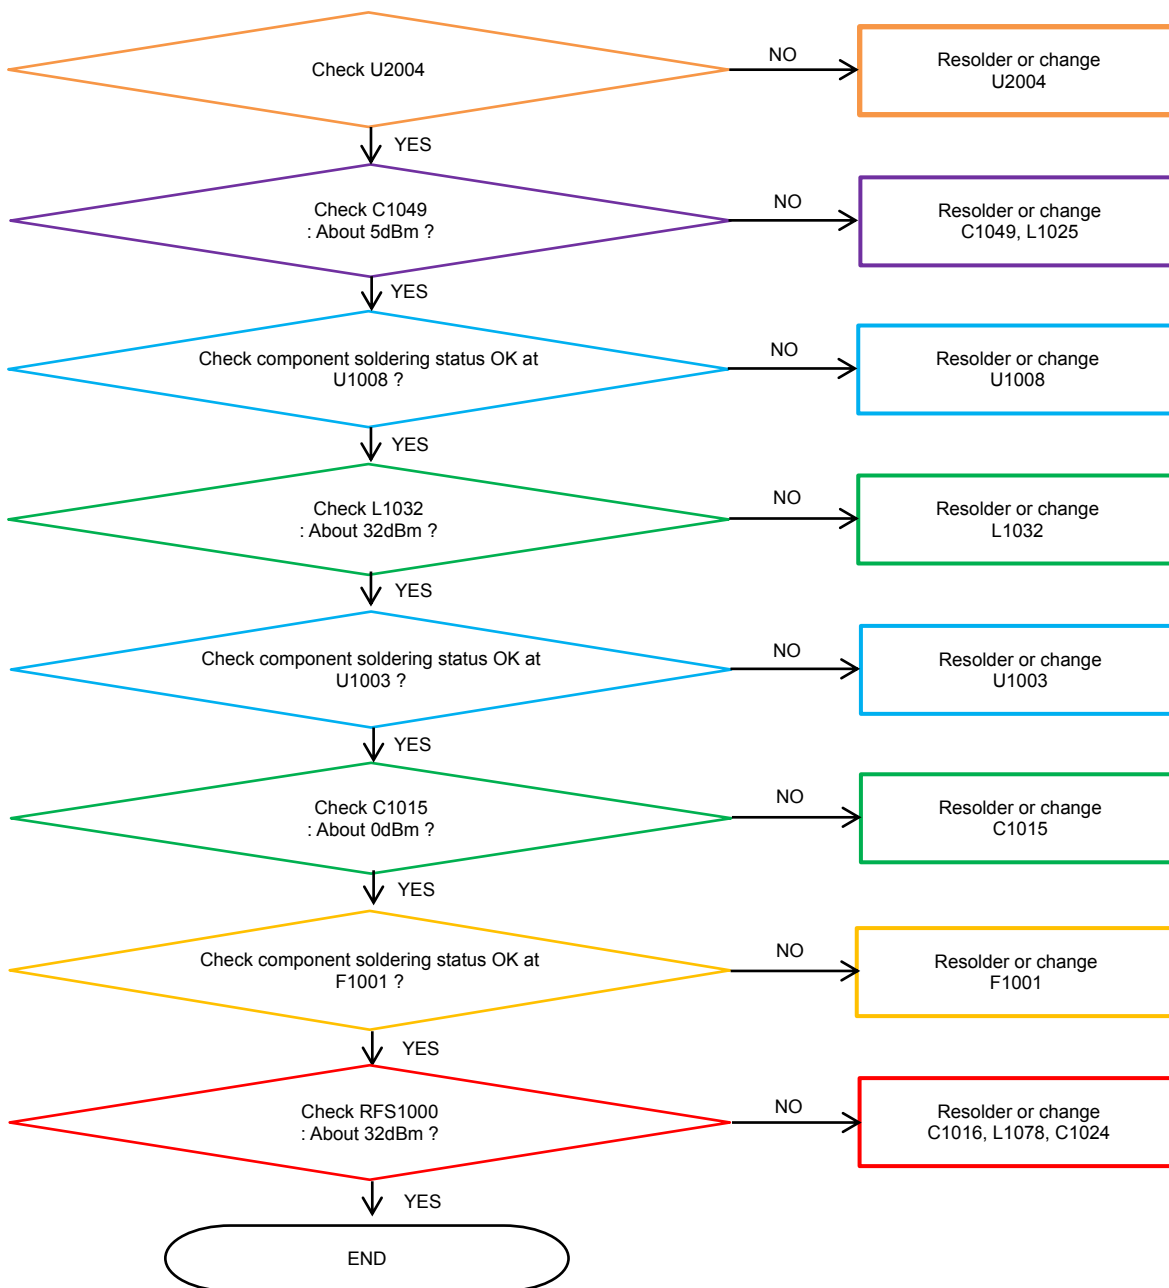 Check U2004
NO
Resolder or change
U2004
YES
Check C1049
: About 5dBm ?
NO
Resolder or change
C1049, L1025
YES
Check component soldering status OK at
U1008 ?
NO
Resolder or change
U1008
YES
Check L1032
: About 32dBm ?
NO
Resolder or change
L1032
YES
Check component soldering status OK at
U1003 ?
NO
Resolder or change
U1003
YES
Check C1015
: About 0dBm ?
NO
Resolder or change
C1015
YES
Check component soldering status OK at
F1001 ?
NO
Resolder or change
F1001
YES
Check RFS1000
: About 32dBm ?
NO
Resolder or change
C1016, L1078, C1024
YES
END